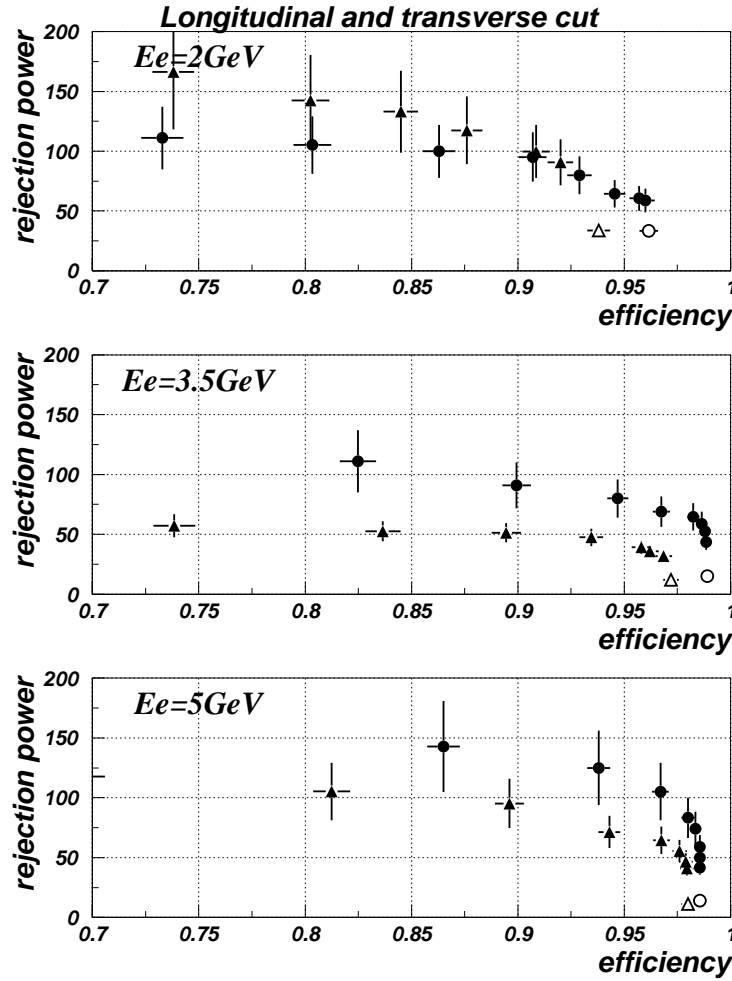 Longitudinal and transverse cut
rejection power
200
150
100
50
0
Ee=2GeV
0.7 0.75 0.8 0.85 0.9 0.95 1
efficiency
rejection power
200
150
100
50
0
Ee=3.5GeV
0.7 0.75 0.8 0.85 0.9 0.95 1
efficiency
rejection power
200
150
100
50
0
Ee=5GeV
0.7 0.75 0.8 0.85 0.9 0.95 1
efficiency